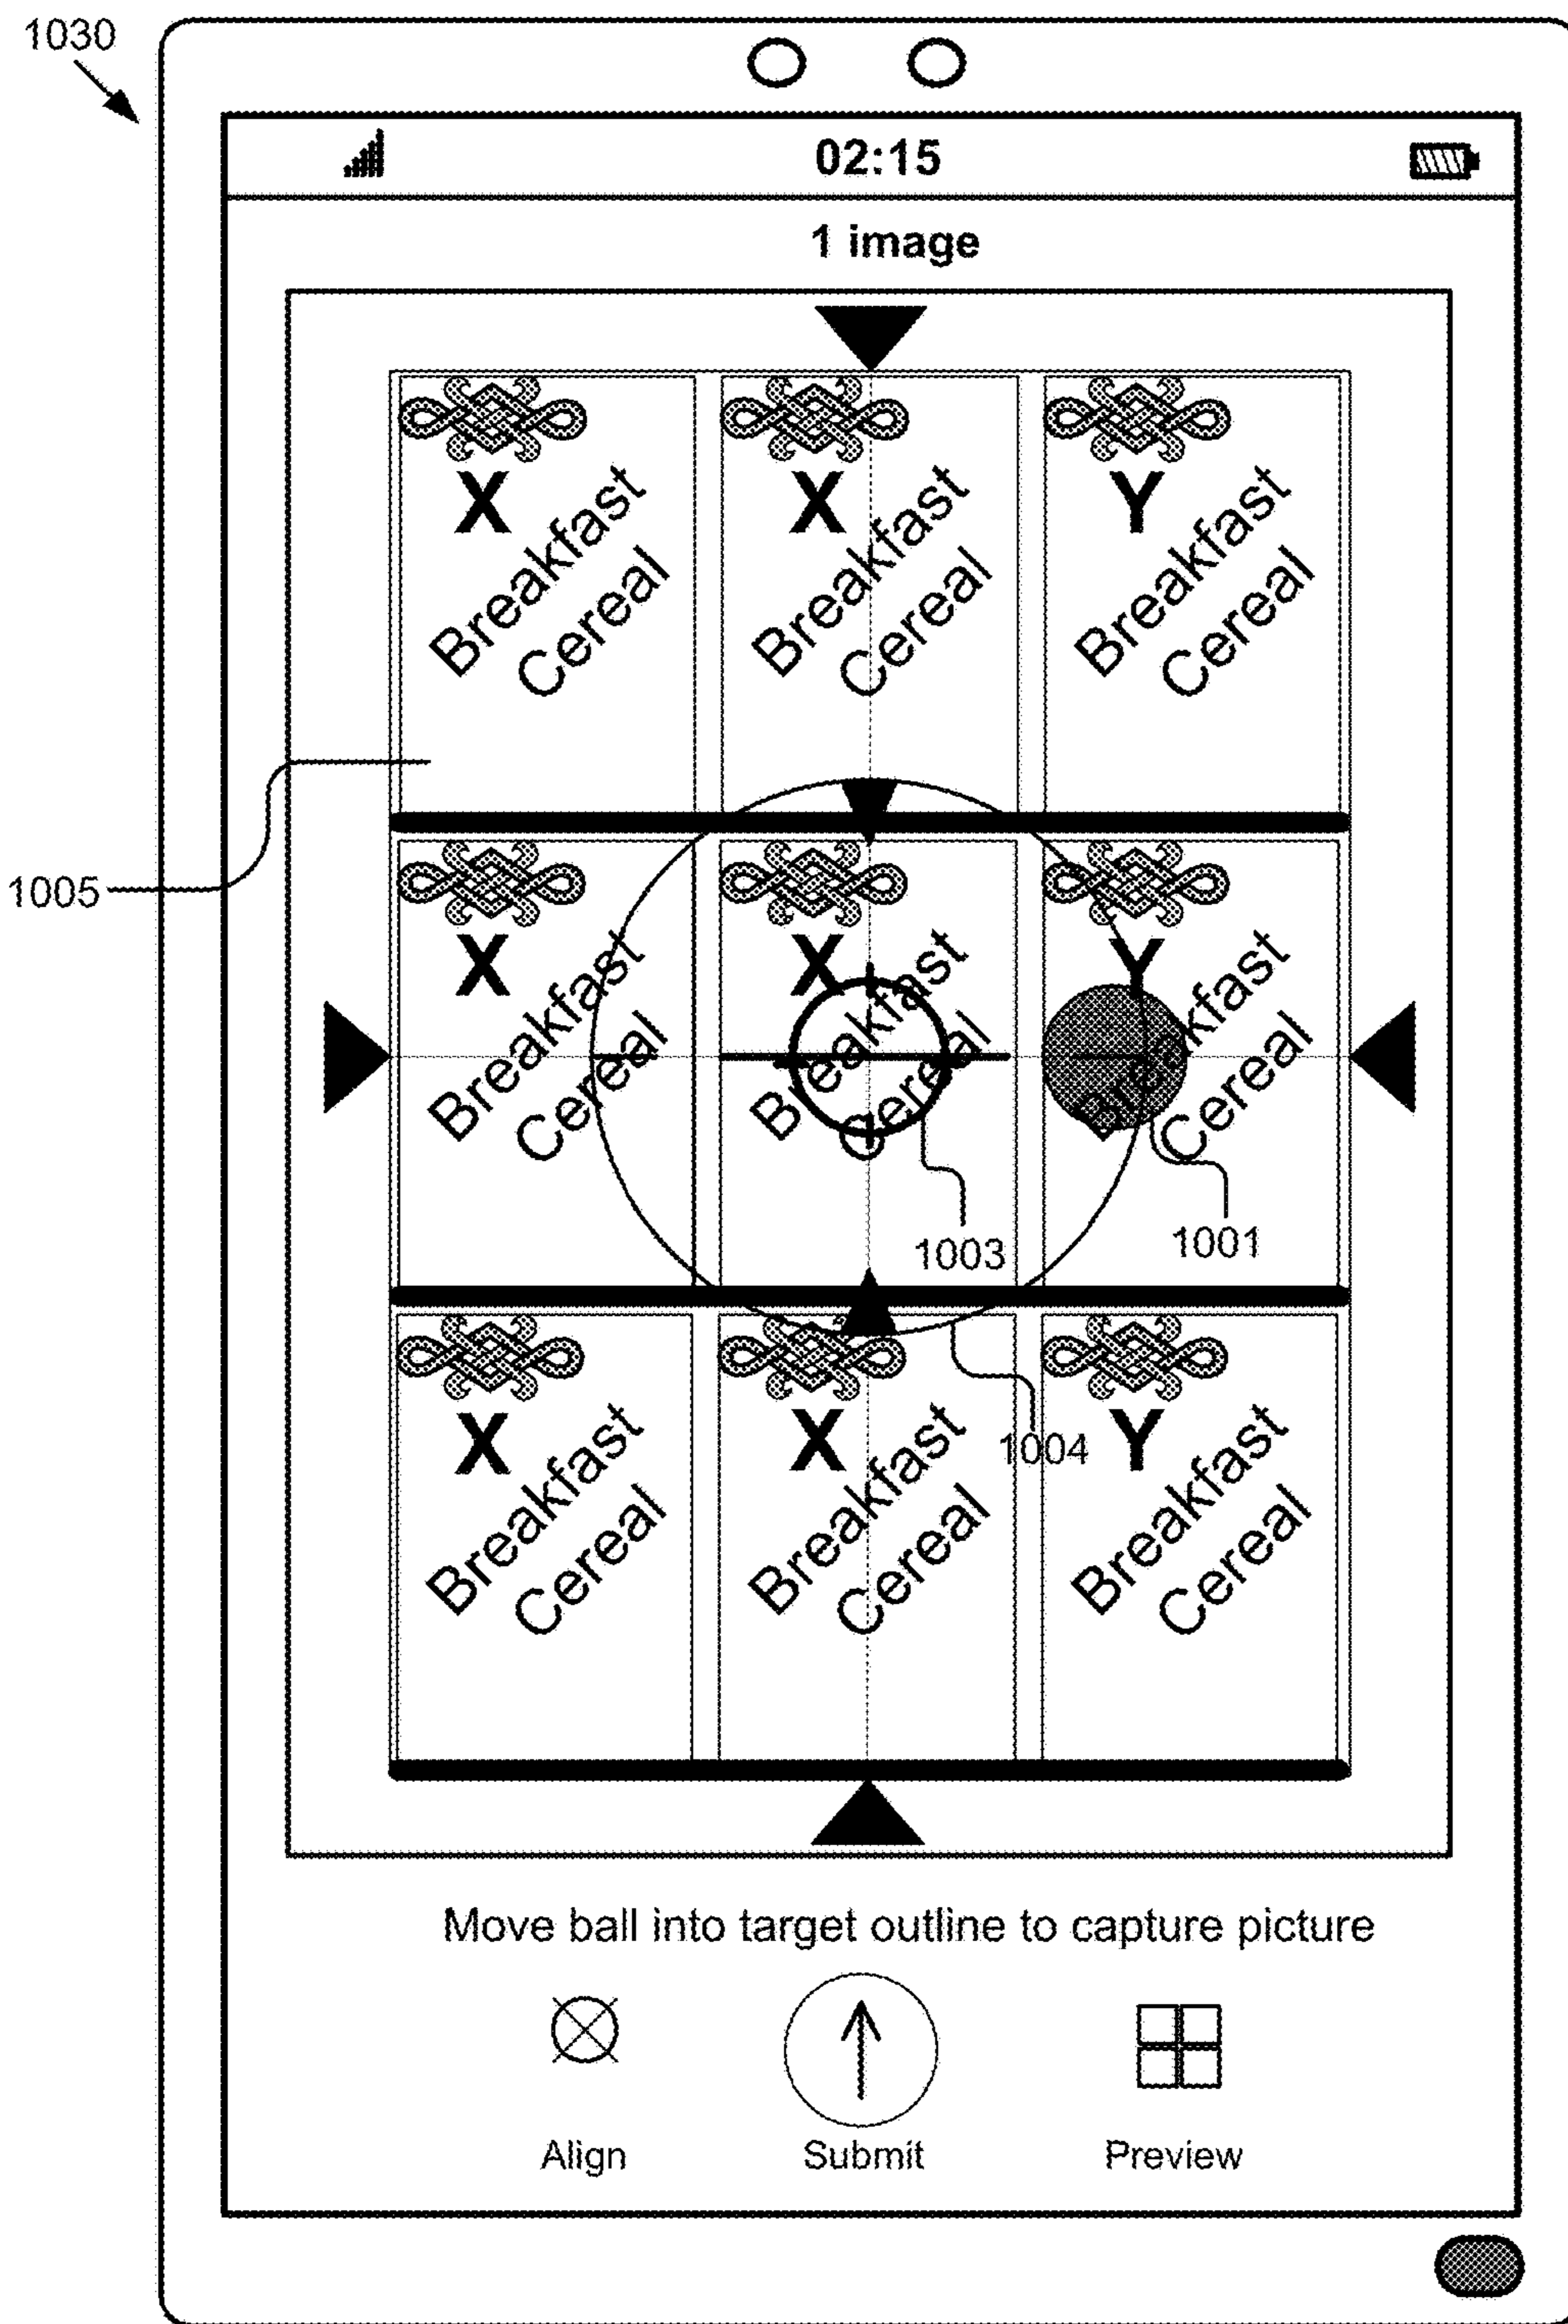 1030
02:15
1 image
X
Breakfast
Cereal
X
Breakfast
Cereal
Y
Breakfast
Cereal
1005
X
Breakfast
Cereal
X
Breakfast
Cereal
Y
Breakfast
Cereal
1003
1001
X
Breakfast
Cereal
X
Breakfast
Cereal
1004
Y
Breakfast
Cereal
Move ball into target outline to capture picture
Align
Submit
Preview